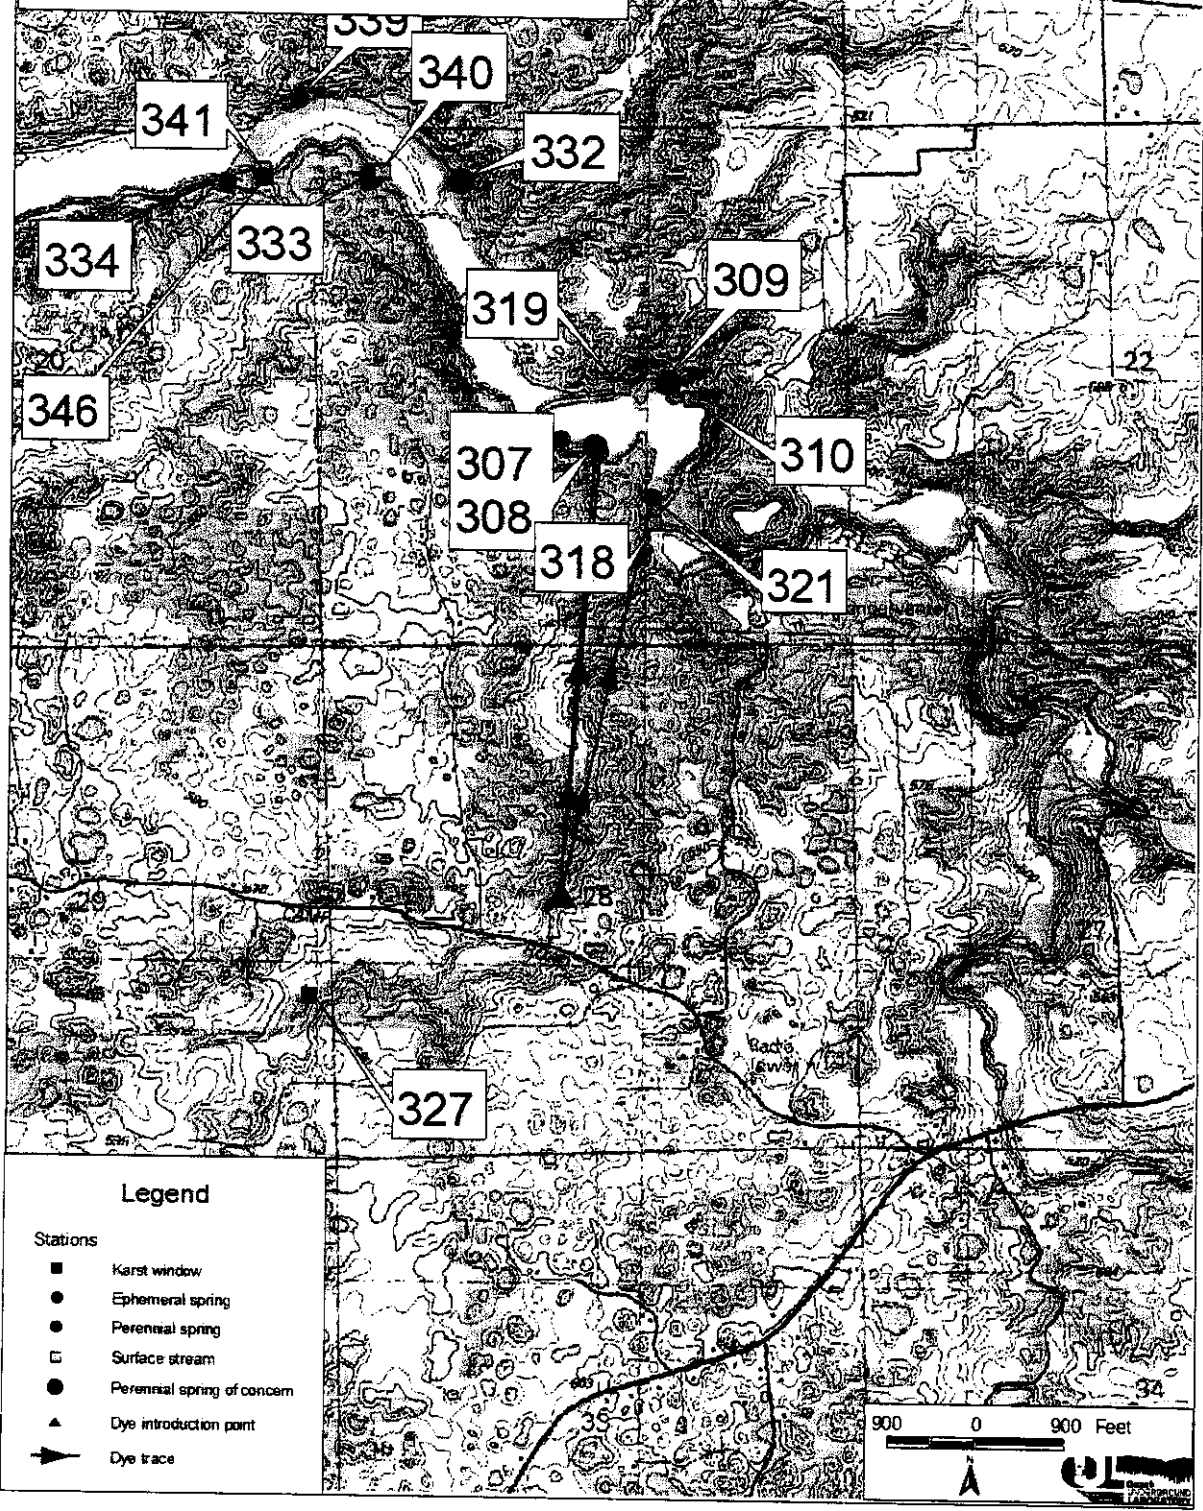 339
340
341
332
334
333
309
319
346
22
307
308
310
318
321
28
327
Legend
Stations
Karst window
Ephemeral spring
Perennial spring
Surface stream
Perennial spring of concern
Dye introduction point
Dye trace
34
900 0 900 Feet
N